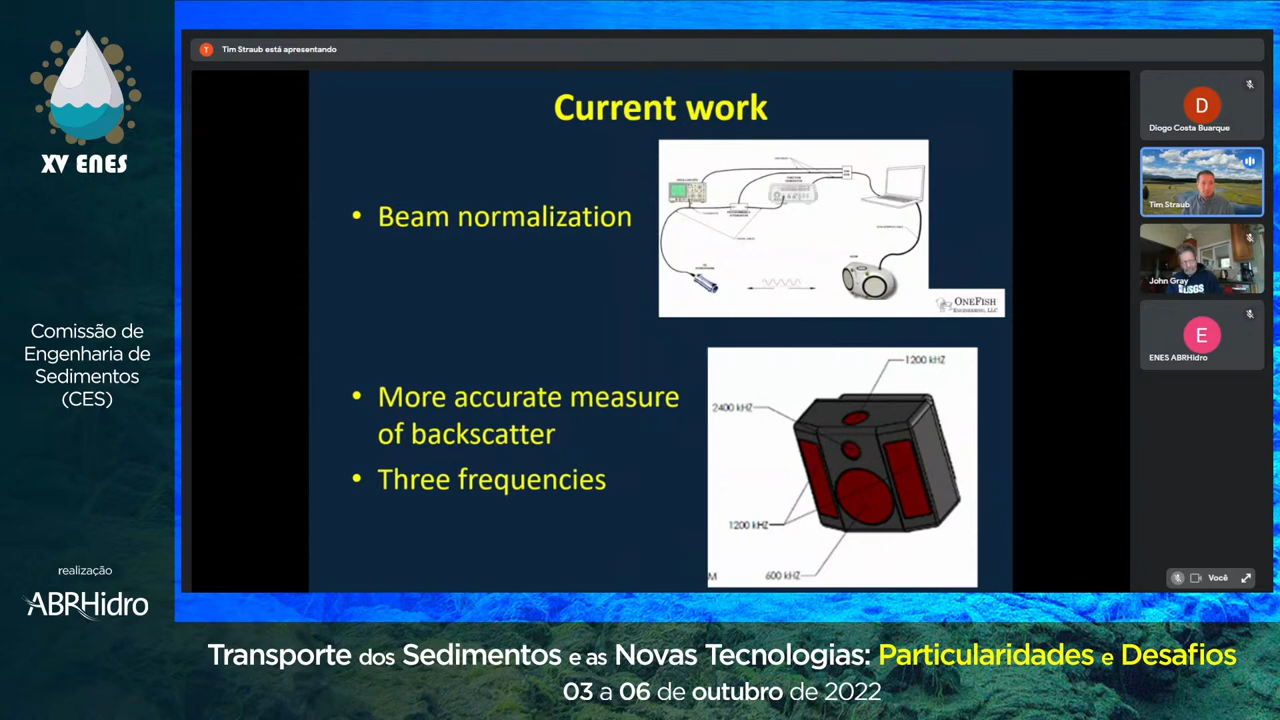 XV ENES
Comissão de
Engenharia de
Sedimentos
(CES)
realização
ABRHidro
T
Tim Straub está apresentando
Current work
• Beam normalization
ONEFISH
ENGINEERING, LLC
• More accurate measure
of backscatter
• Three frequencies
1200 kHZ
2400 kHZ
1200 kHZ
600 kHZ
M
D
Diogo Costa Buarque
Tim Straub
USGS
John Gray
E
ENES ABRHidro
Você
Transporte dos Sedimentos e as Novas Tecnologias: Particularidades e Desafios
03 a 06 de outubro de 2022